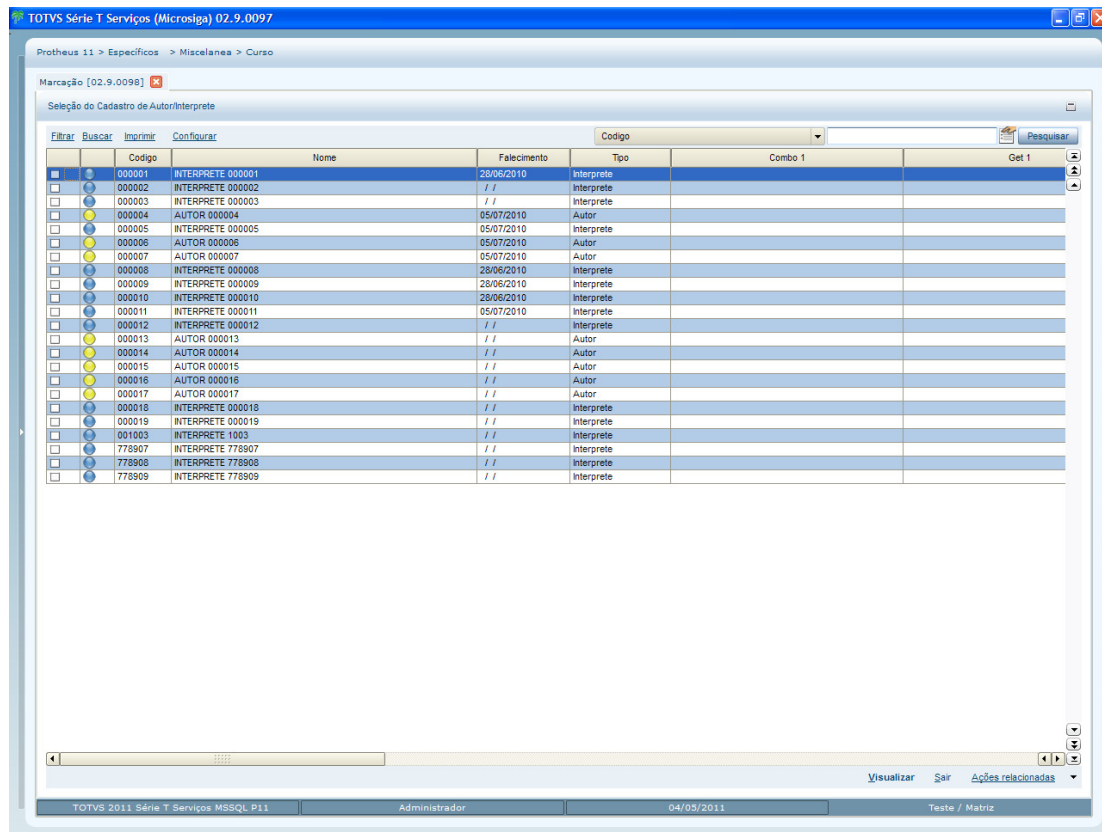 TOTVS Série T Serviços (Microsiga) 02.9.0097
Protheus 11 > Específicos > Miscelanea > Curso
Marcação [02.9.0098]
Seleção do Cadastro de Autor/Interprete
Filtrar Buscar Imprimir Configurar Codigo Pesquisar
Codigo Nome Falecimento Tipo Combo 1 Get 1
000001 INTERPRETE 000001 28/06/2010 Interprete
000002 INTERPRETE 000002 / / Interprete
000003 INTERPRETE 000003 / / Interprete
000004 AUTOR 000004 05/07/2010 Autor
000005 INTERPRETE 000005 05/07/2010 Interprete
000006 AUTOR 000006 05/07/2010 Autor
000007 AUTOR 000007 05/07/2010 Autor
000008 INTERPRETE 000008 28/06/2010 Interprete
000009 INTERPRETE 000009 28/06/2010 Interprete
000010 INTERPRETE 000010 28/06/2010 Interprete
000011 INTERPRETE 000011 05/07/2010 Interprete
000012 INTERPRETE 000012 / / Interprete
000013 AUTOR 000013 / / Autor
000014 AUTOR 000014 / / Autor
000015 AUTOR 000015 / / Autor
000016 AUTOR 000016 / / Autor
000017 AUTOR 000017 / / Autor
000018 INTERPRETE 000018 / / Interprete
000019 INTERPRETE 000019 / / Interprete
001003 INTERPRETE 1003 / / Interprete
778907 INTERPRETE 778907 / / Interprete
778908 INTERPRETE 778908 / / Interprete
778909 INTERPRETE 778909 / / Interprete
Visualizar Sair Ações relacionadas
TOTVS 2011 Série T Serviços MSSQL P11 Administrador 04/05/2011 Teste / Matriz